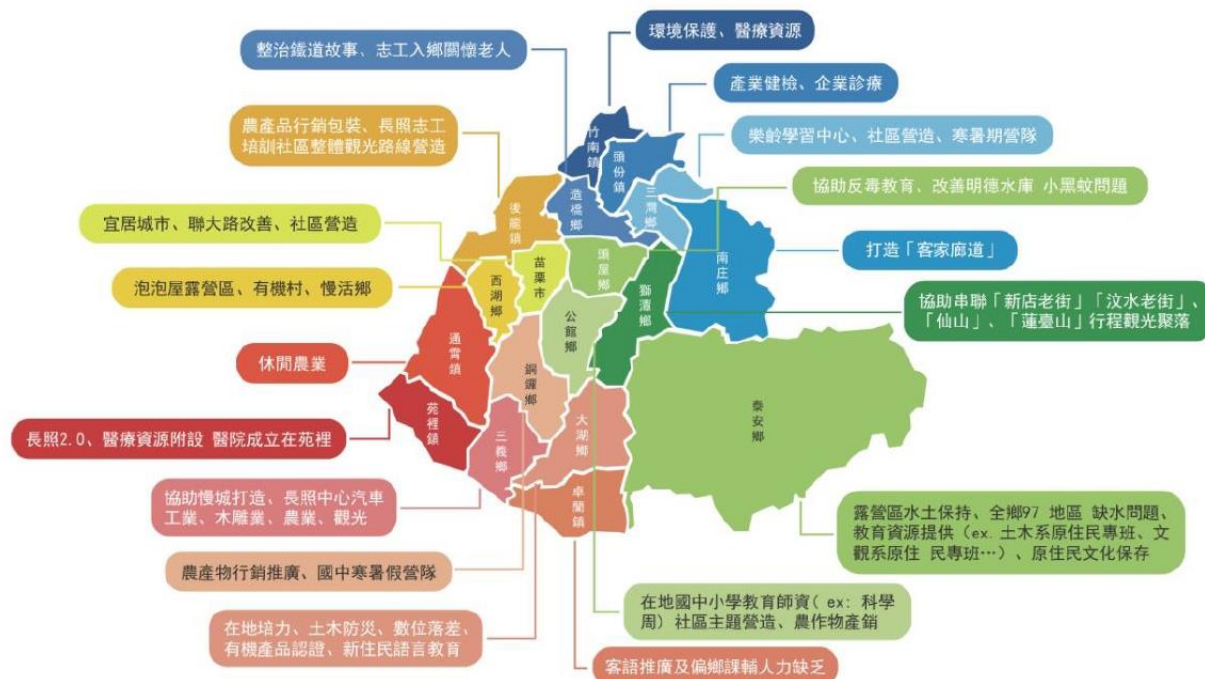 環境保護、醫療資源
整治鐵道故事、志工入鄉關懷老人
產業健檢、企業診療
農產品行銷包裝、長照志工
培訓社區整體觀光路線營造
樂齡學習中心、社區營造、寒暑期營隊
協助反毒教育、改善明德水庫 小黑蚊問題
宜居城市、聯大路改善、社區營造
打造「客家廊道」
泡泡屋露營區、有機村、慢活鄉
協助串聯「新店老街」「汶水老街」、
「仙山」、「蓮臺山」行程觀光聚落
休閒農業
長照2.0、醫療資源附設 醫院成立在苑裡
協助慢城打造、長照中心汽車
工業、木雕業、農業、觀光
露營區水土保持、全鄉97 地區 缺水問題、
教育資源提供（ex.土木系原住民專班、文
觀系原住 民專班…）、原住民文化保存
農產物行銷推廣、國中寒暑假營隊
在地國中小學教育師資( ex: 科學
周) 社區主題營造、農作物產銷
在地培力、土木防災、數位落差、
有機產品認證、新住民語言教育
客語推廣及偏鄉課輔人力缺乏
竹南鎮
頭份鎮
三灣鄉
造橋鄉
後龍鎮
南庄鄉
頭屋鄉
苗栗市
西湖鄉
獅潭鄉
公館鄉
通霄鎮
銅鑼鄉
泰安鄉
苑裡鎮
大湖鄉
三義鄉
卓蘭鎮